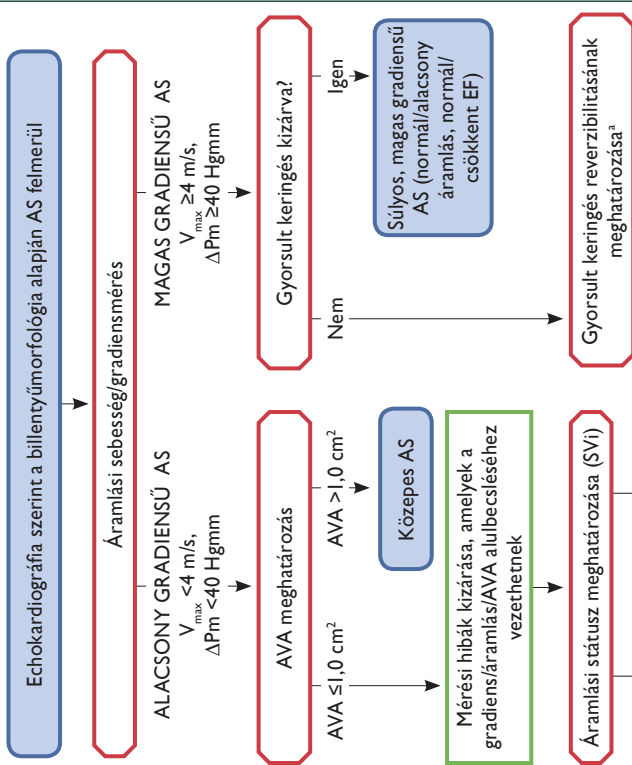 Echokardiográfia szerint a billentyűmorfológia alapján AS felmerül
Áramlási sebesség/gradiensmérés
ALACSONY GRADIENSŰ AS
Vmax <4 m/s,
ΔPm <40 Hgmm
MAGAS GRADIENSŰ AS
Vmax ≥4 m/s,
ΔPm ≥40 Hgmm
AVA meghatározás
Gyorsult keringés kizárva?
AVA ≤1,0 cm²
AVA >1,0 cm²
Nem
Igen
Közepes AS
Súlyos, magas gradiensű
AS (normál/alacsony
áramlás, normál/
csökkent EF)
Mérési hibák kizárása, amelyek a
gradiens/áramlás/AVA alulbecsléséhez
vezethetnek
Áramlási státusz meghatározása (SVi)
Gyorsult keringés reverzibilitásának
meghatározásaᵃ